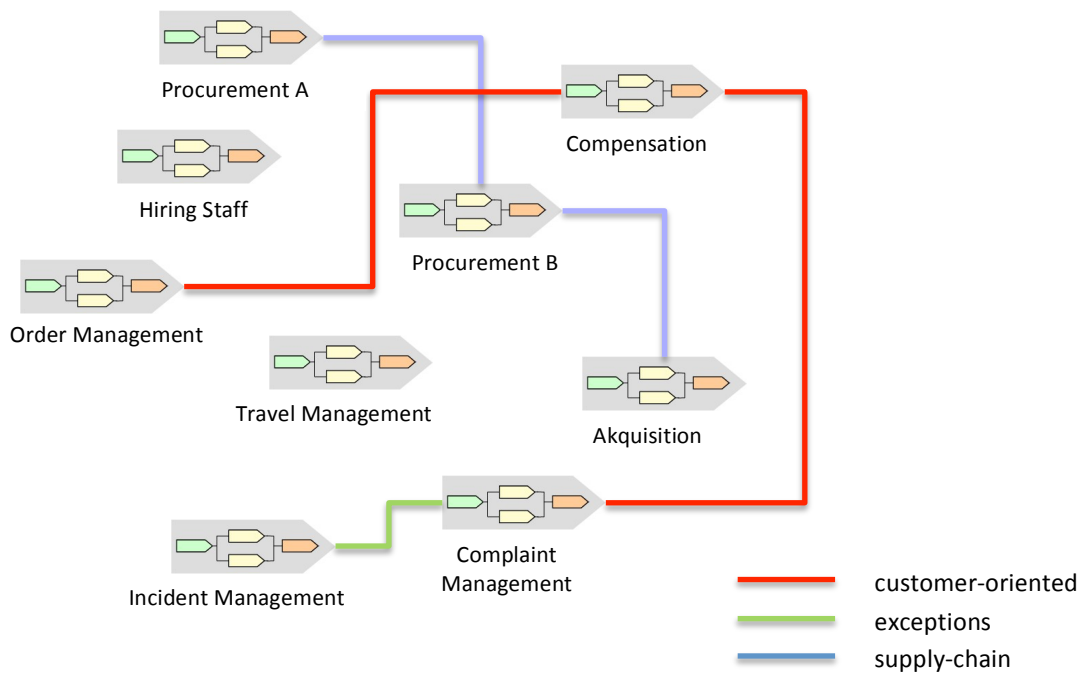 Procurement A
Compensation
Hiring Staff
Procurement B
Order Management
Travel Management
Akquisition
Complaint
Management
Incident Management
customer-oriented
exceptions
supply-chain